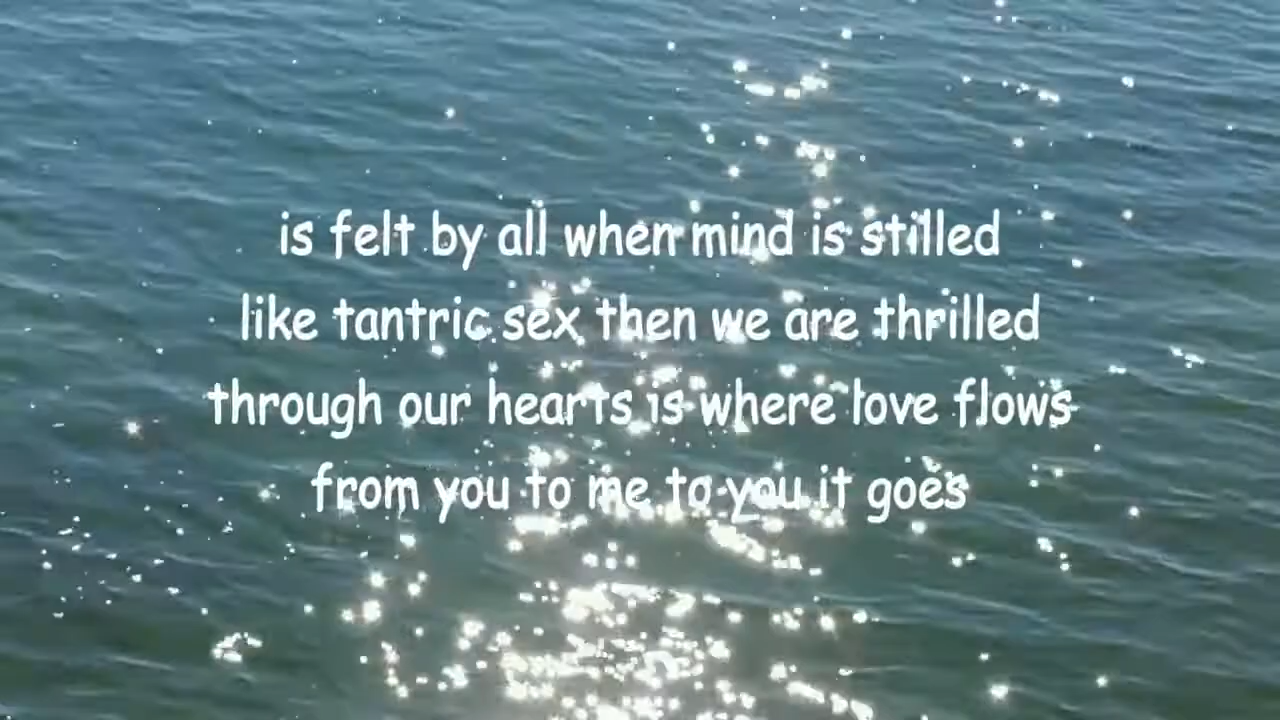 is felt by all when mind is stilled
like tantric sex then we are thrilled
through our hearts is where love flows
from you to me to you it goes